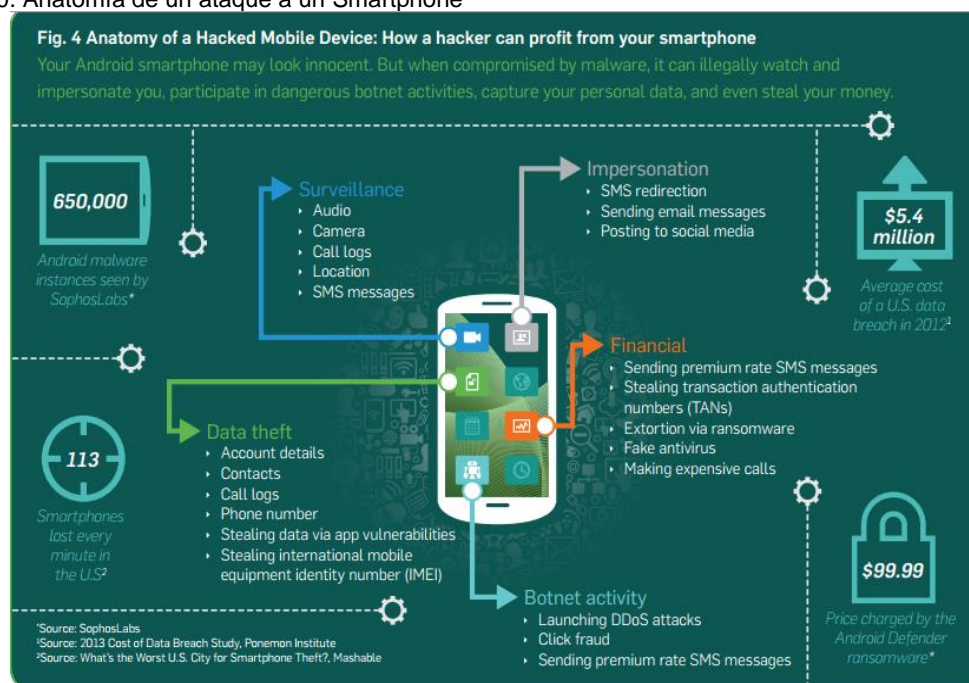 . Anatomía de un ataque a un Smartphone
Fig. 4 Anatomy of a Hacked Mobile Device: How a hacker can profit from your smartphone
Your Android smartphone may look innocent. But when compromised by malware, it can illegally watch and
impersonate you, participate in dangerous botnet activities, capture your personal data, and even steal your money.
650,000
Android malware
instances seen by
SophosLabs*
Surveillance
‣ Audio
‣ Camera
‣ Call logs
‣ Location
‣ SMS messages
Impersonation
‣ SMS redirection
‣ Sending email messages
‣ Posting to social media
$5.4
million
Average cost
of a U.S. data
breach in 2012¹
Financial
‣ Sending premium rate SMS messages
‣ Stealing transaction authentication
numbers (TANs)
‣ Extortion via ransomware
‣ Fake antivirus
‣ Making expensive calls
113
Smartphones
lost every
minute in
the U.S²
Data theft
‣ Account details
‣ Contacts
‣ Call logs
‣ Phone number
‣ Stealing data via app vulnerabilities
‣ Stealing international mobile
equipment identity number (IMEI)
Botnet activity
‣ Launching DDoS attacks
‣ Click fraud
‣ Sending premium rate SMS messages
$99.99
Price charged by the
Android Defender
ransomware*
*Source: SophosLabs
¹Source: 2013 Cost of Data Breach Study, Ponemon Institute
²Source: What's the Worst U.S. City for Smartphone Theft?, Mashable